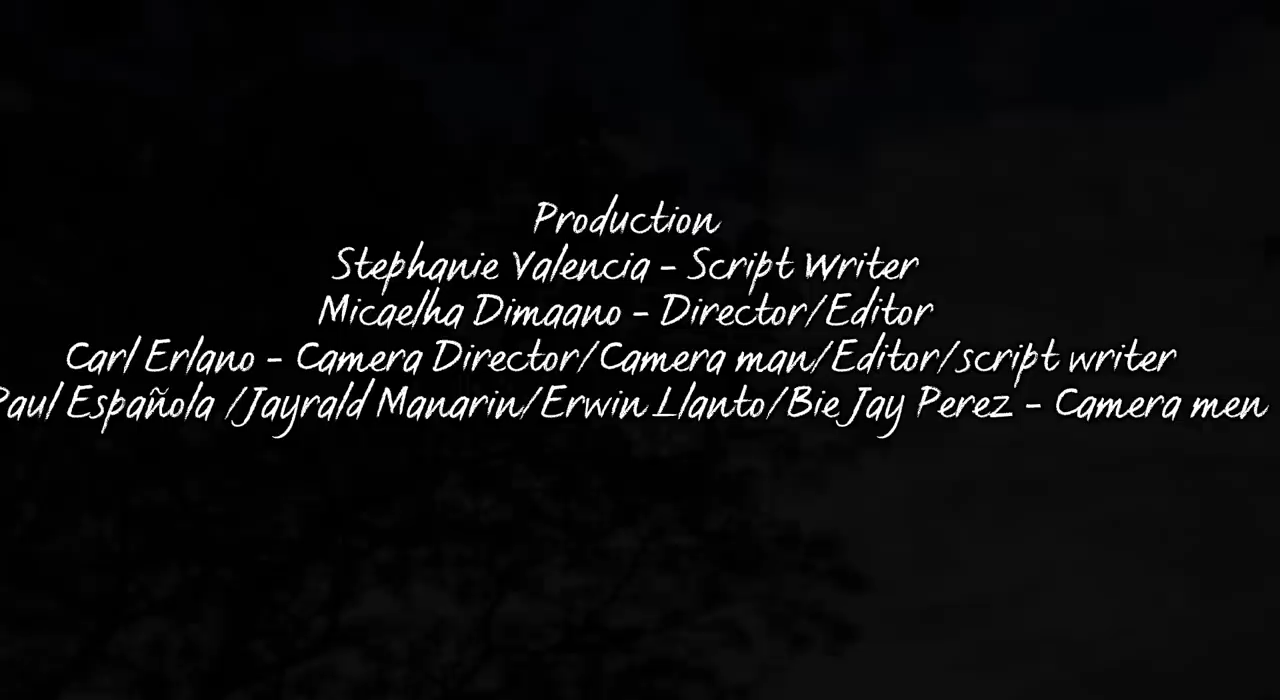 Production
Stephanie Valencia - Script Writer
Micaelha Dimaano - Director/Editor
Carl Erlano - Camera Director/Camera man/Editor/script writer
Paul Española /Jayrald Manarin/Erwin Llanto/Bie Jay Perez - Camera men